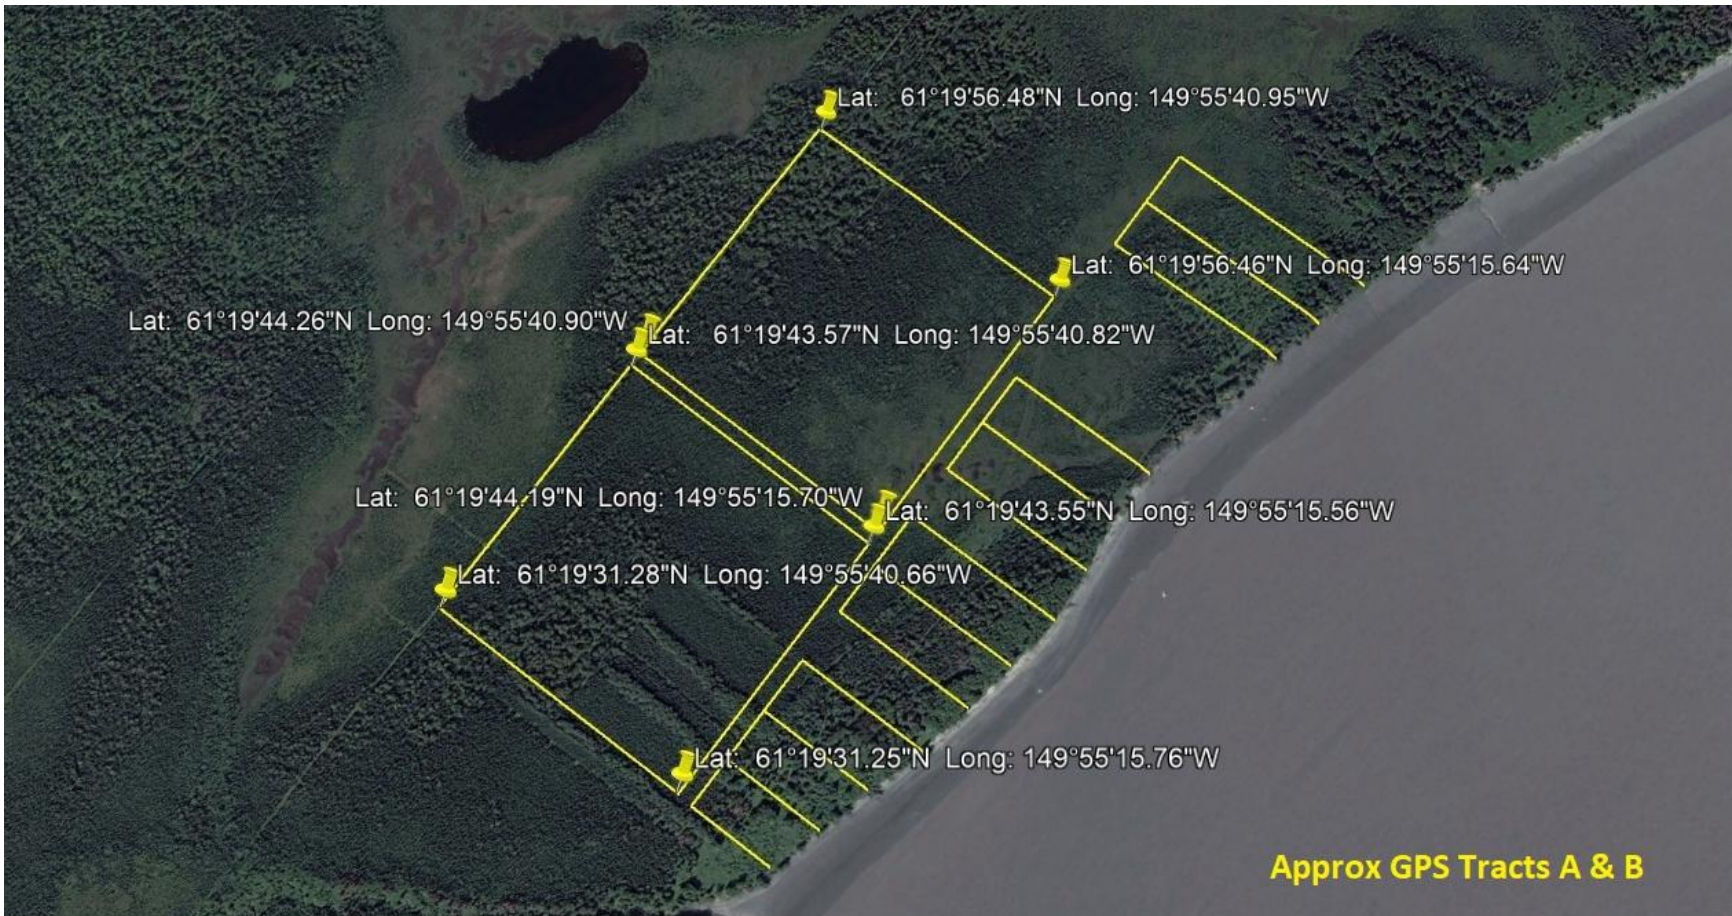 Lat: 61°19'56.48"N Long: 149°55'40.95"W
Lat: 61°19'56.46"N Long: 149°55'15.64"W
Lat: 61°19'44.26"N Long: 149°55'40.90"W
Lat: 61°19'43.57"N Long: 149°55'40.82"W
Lat: 61°19'44.19"N Long: 149°55'15.70"W
Lat: 61°19'43.55"N Long: 149°55'15.56"W
Lat: 61°19'31.28"N Long: 149°55'40.66"W
Lat: 61°19'31.25"N Long: 149°55'15.76"W
Approx GPS Tracts A & B